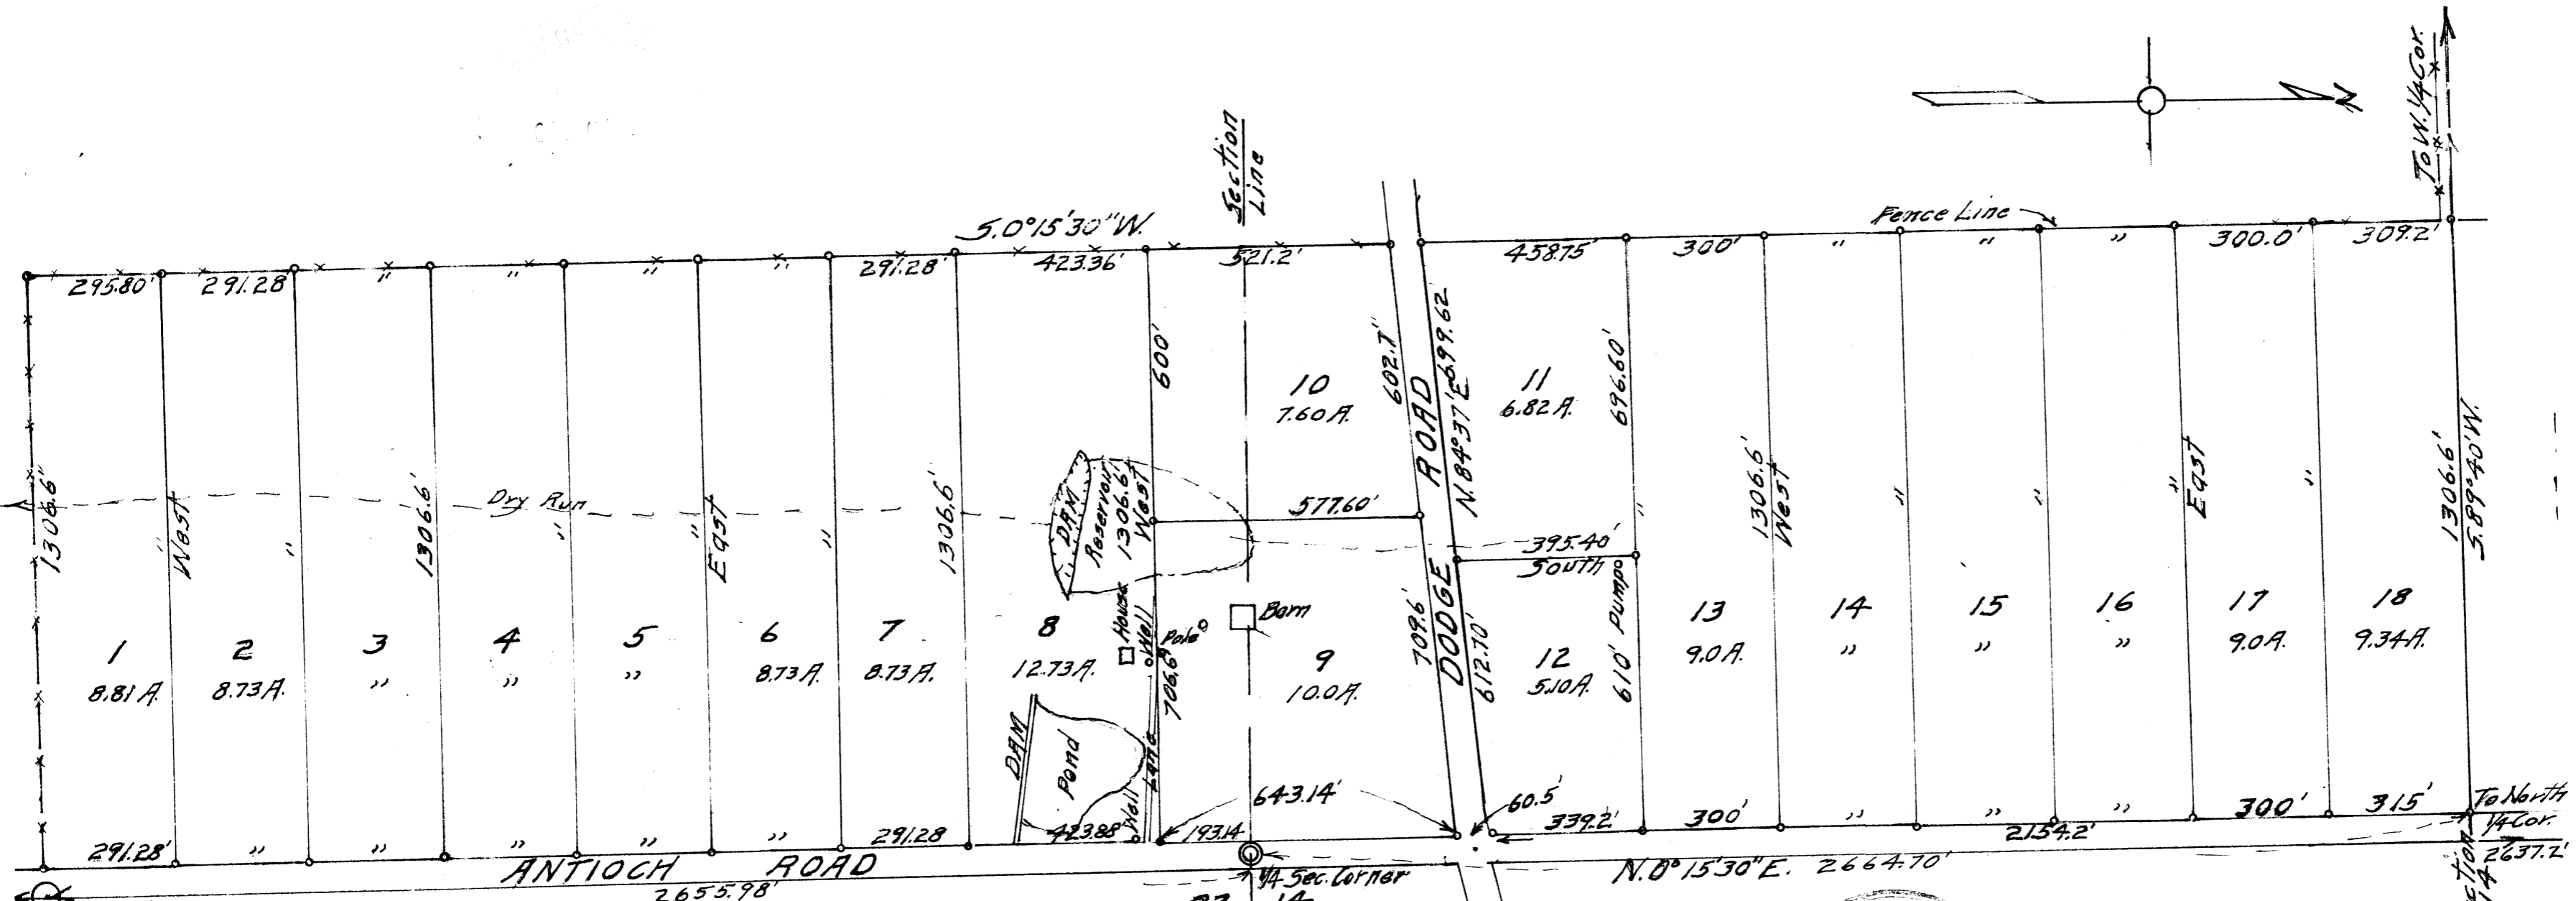 N
To W. 1/4 Cor.
Section
Line
S.0°15'30"W.
Fence Line
295.80'
291.28'
"
"
"
"
291.28'
423.36'
521.2'
458.75'
300'
"
"
"
300.0'
309.2'
600'
602.7'
N.84°37'E. 699.62
696.60'
10
7.60 A.
11
6.82 A.
DODGE ROAD
1306.6'
West
"
1306.6'
Dry Run
"
"
East
"
1306.6'
DAM
Reservoir
1306.6'
West
577.60'
395.40'
South
"
1306.6'
West
"
"
"
East
"
1306.6'
S.89°40'W.
House
Well
Pole
Barn
709.6'
612.70'
610'
Pump
1
8.81 A.
2
8.73 A.
3
"
4
"
5
"
6
8.73 A.
7
8.73 A.
8
12.73 A.
706.6'
9
10.0 A.
12
5.10 A.
13
9.0 A.
14
"
15
"
16
"
17
9.0 A.
18
9.34 A.
DAM
Pond
Well
Lane
643.14'
60.5'
291.28'
"
"
"
"
"
291.28
423.88'
193.14
339.2'
300'
"
"
"
300'
315'
2154.2'
To North
1/4 Cor.
2637.2'
ANTIOCH ROAD
2655.98'
1/4 Sec. Corner
N.0°15'30"E. 2664.70'
14